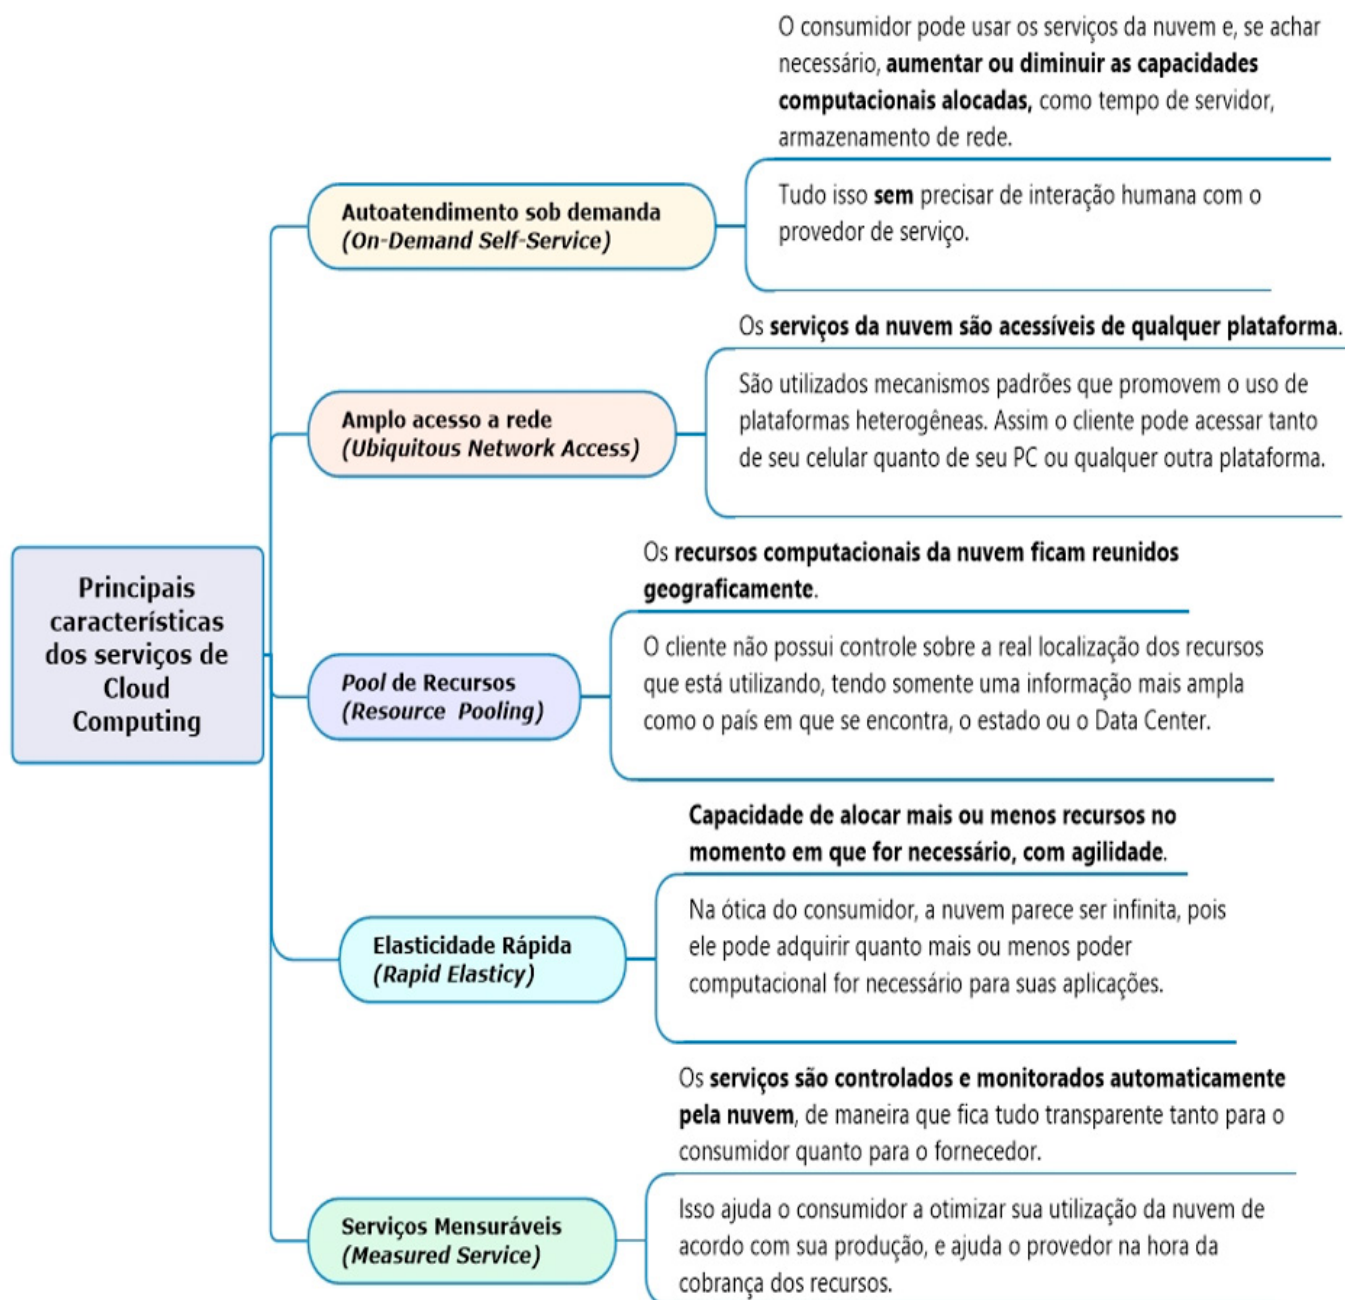 O consumidor pode usar os serviços da nuvem e, se achar
necessário, aumentar ou diminuir as capacidades
computacionais alocadas, como tempo de servidor,
armazenamento de rede.
Autoatendimento sob demanda
(On-Demand Self-Service)
Tudo isso sem precisar de interação humana com o
provedor de serviço.
Os serviços da nuvem são acessíveis de qualquer plataforma.
Amplo acesso a rede
(Ubiquitous Network Access)
São utilizados mecanismos padrões que promovem o uso de
plataformas heterogêneas. Assim o cliente pode acessar tanto
de seu celular quanto de seu PC ou qualquer outra plataforma.
Principais
características
dos serviços de
Cloud
Computing
Os recursos computacionais da nuvem ficam reunidos
geograficamente.
Pool de Recursos
(Resource Pooling)
O cliente não possui controle sobre a real localização dos recursos
que está utilizando, tendo somente uma informação mais ampla
como o país em que se encontra, o estado ou o Data Center.
Capacidade de alocar mais ou menos recursos no
momento em que for necessário, com agilidade.
Elasticidade Rápida
(Rapid Elasticy)
Na ótica do consumidor, a nuvem parece ser infinita, pois
ele pode adquirir quanto mais ou menos poder
computacional for necessário para suas aplicações.
Os serviços são controlados e monitorados automaticamente
pela nuvem, de maneira que fica tudo transparente tanto para o
consumidor quanto para o fornecedor.
Serviços Mensuráveis
(Measured Service)
Isso ajuda o consumidor a otimizar sua utilização da nuvem de
acordo com sua produção, e ajuda o provedor na hora da
cobrança dos recursos.